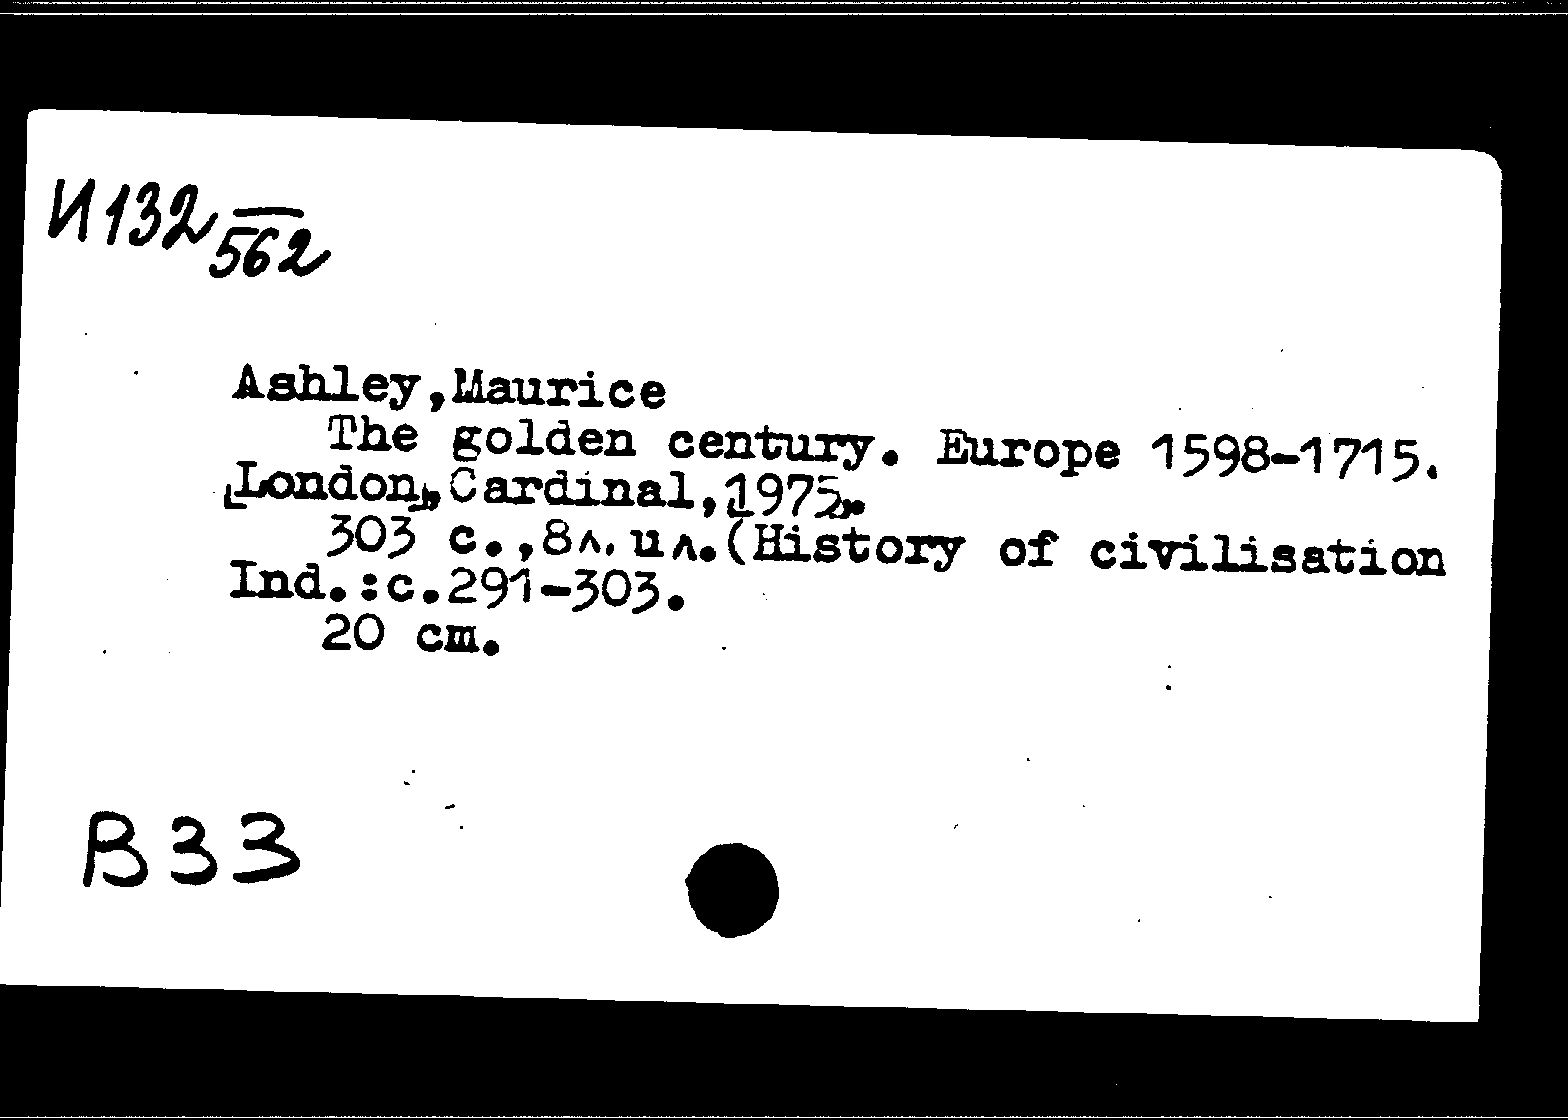 И132
562
Ashley,Maurice
The golden century. Europe 1598-1715.
[London], Cardinal, [1975].
303 с.,8л.ил.(History of civilisation
Ind.:с.291-303.
20 cm.
В33